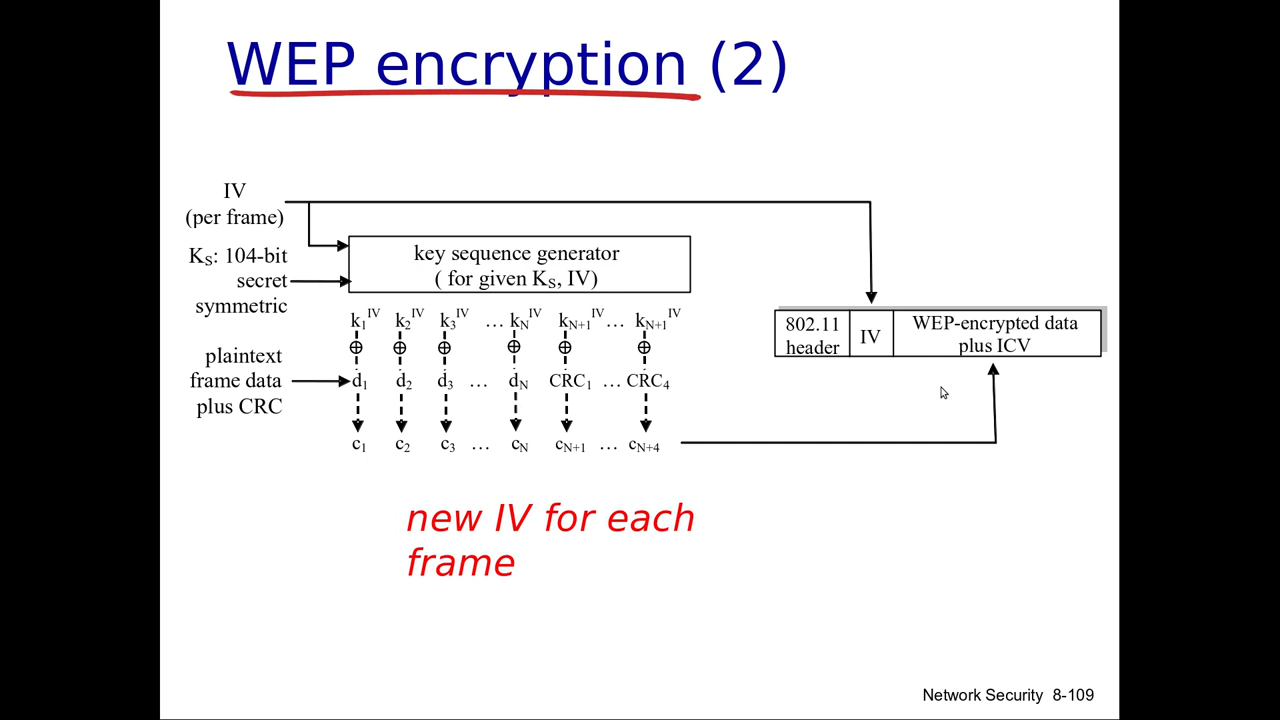 WEP encryption (2)
IV
(per frame)
KS: 104-bit
secret
symmetric
key sequence generator
( for given KS, IV)
k1IV k2IV k3IV … kNIV kN+1IV… kN+1IV
plaintext
frame data
plus CRC
d1 d2 d3 … dN CRC1 … CRC4
c1 c2 c3 … cN cN+1 … cN+4
802.11
header
IV
WEP-encrypted data
plus ICV
new IV for each
frame
Network Security 8-109